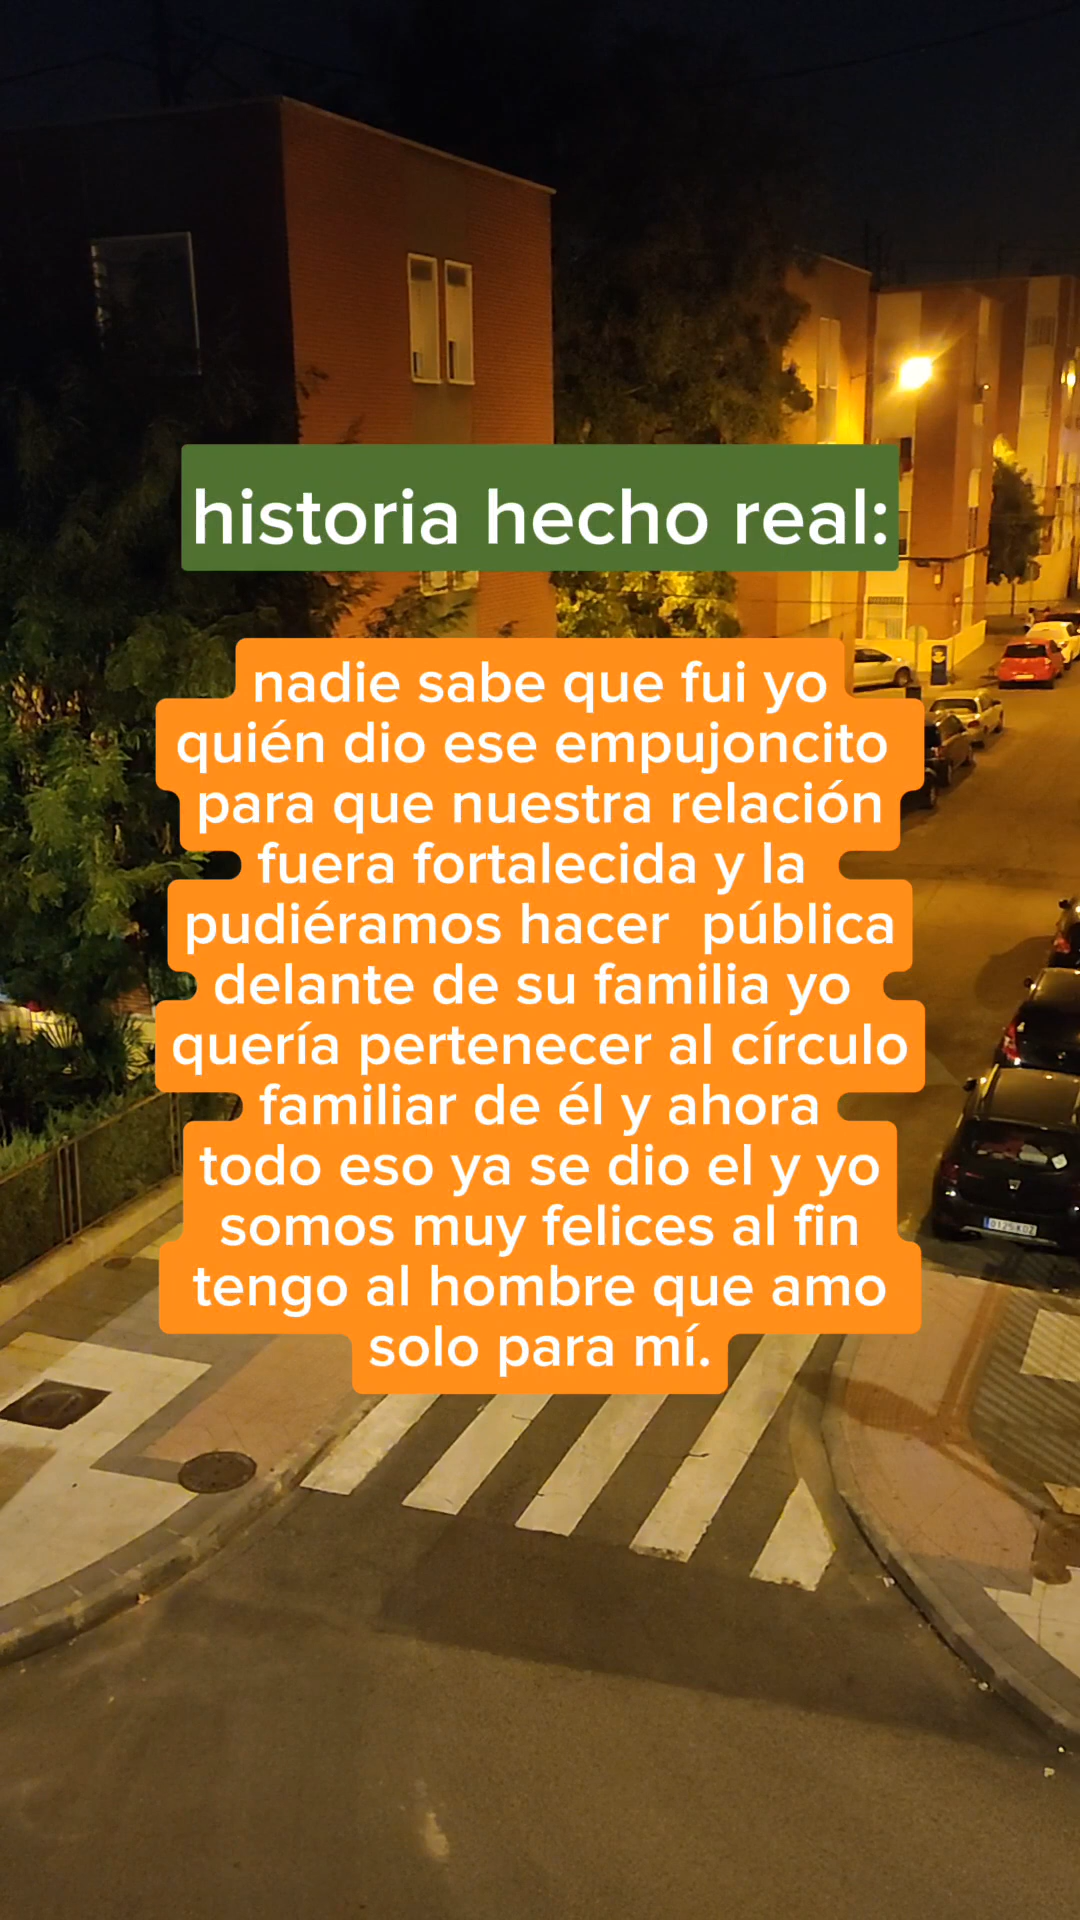 historia hecho real:
nadie sabe que fui yo
quién dio ese empujoncito
para que nuestra relación
fuera fortalecida y la
pudiéramos hacer  pública
delante de su familia yo
quería pertenecer al círculo
familiar de él y ahora
todo eso ya se dio el y yo
somos muy felices al fin
tengo al hombre que amo
solo para mí.